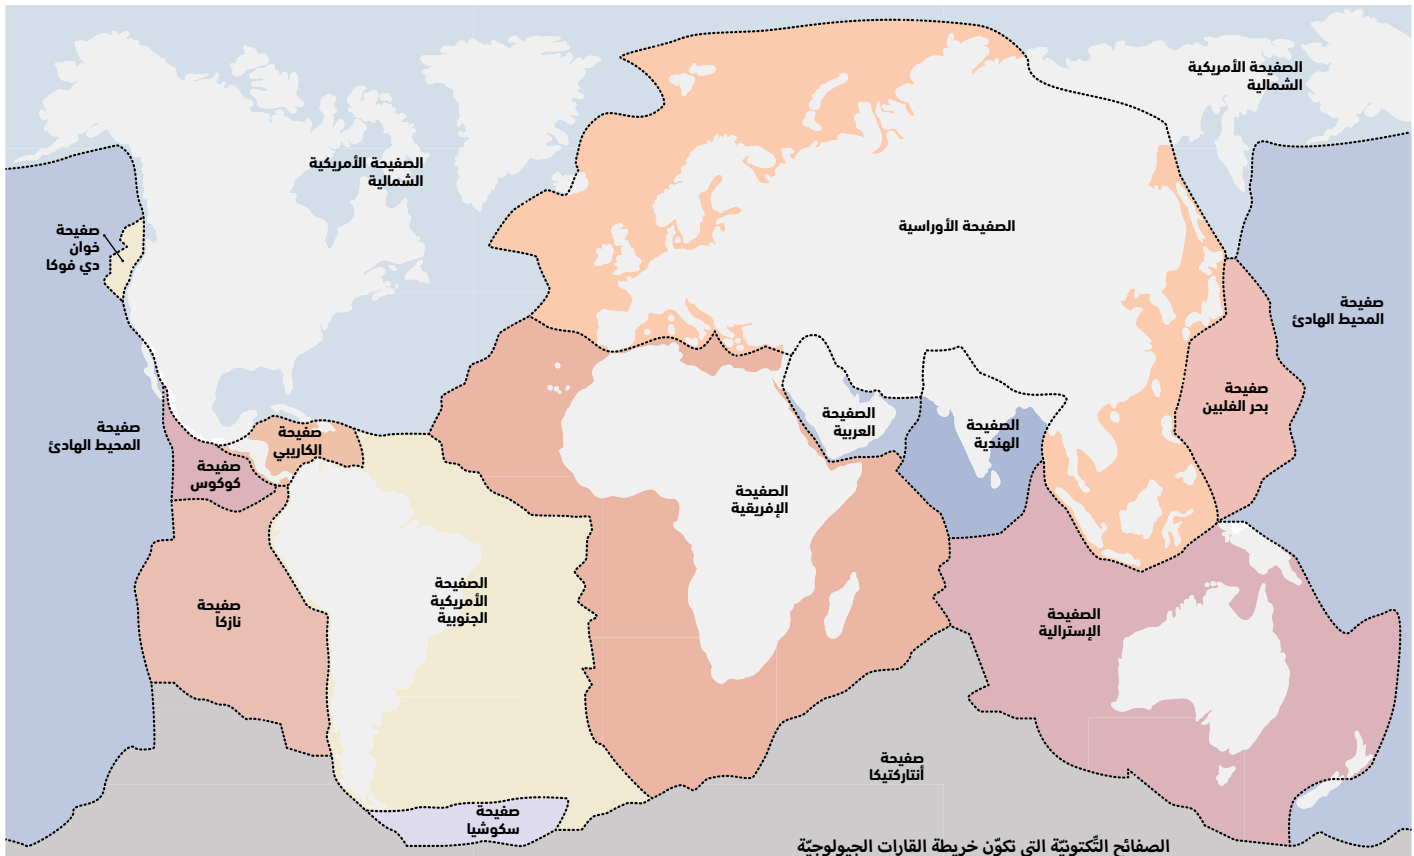 الصفيحة الأمريكية
الشمالية
الصفيحة الأمريكية
الشمالية
صفيحة
خوان
دي فوكا
الصفيحة الأوراسية
صفيحة
المحيط الهادئ
صفيحة
بحر الفلبين
صفيحة
المحيط الهادئ
صفيحة
الكاريبي
الصفيحة
العربية
الصفيحة
الهندية
صفيحة
كوكوس
الصفيحة
الإفريقية
الصفيحة
الأمريكية
الجنوبية
صفيحة
نازكا
الصفيحة
الإسترالية
صفيحة
أنتاركتيكا
صفيحة
سكوشيا
الصفائح التّكتونيّة التي تكوّن خريطة القارات الجيولوجيّة